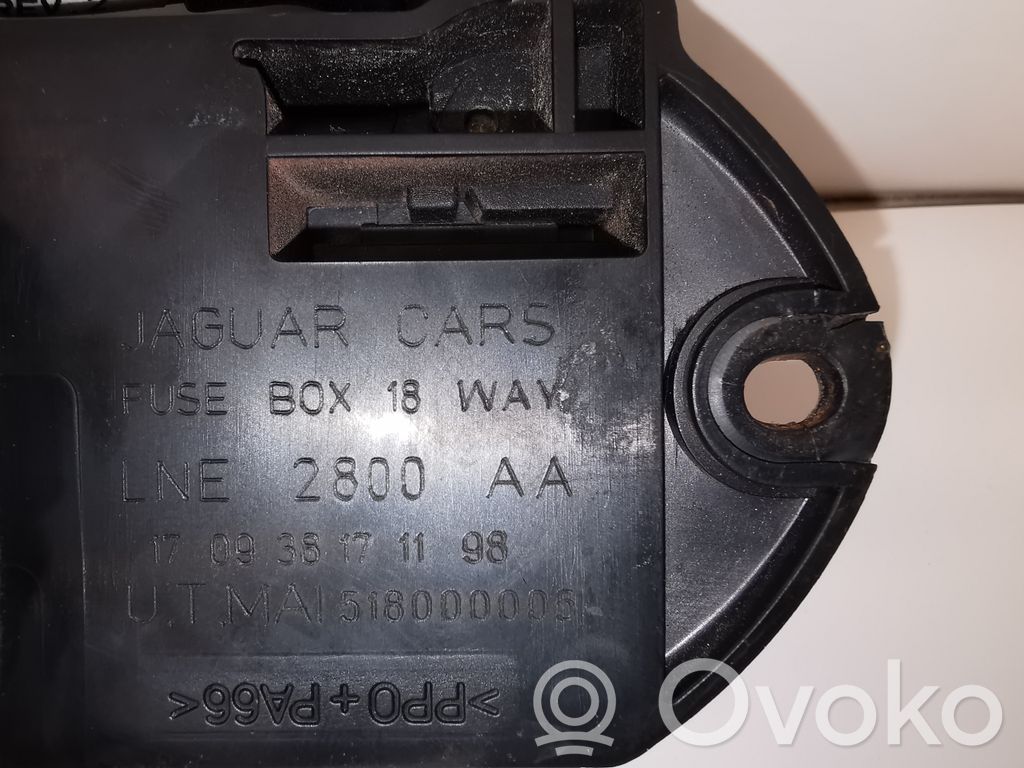 JAGUAR CARS
FUSE BOX 18 WAY
LNE 2800 AA
17 09 36 17 11 98
U.T.MAI 518000006
>PPO+PA66<
Ovoko